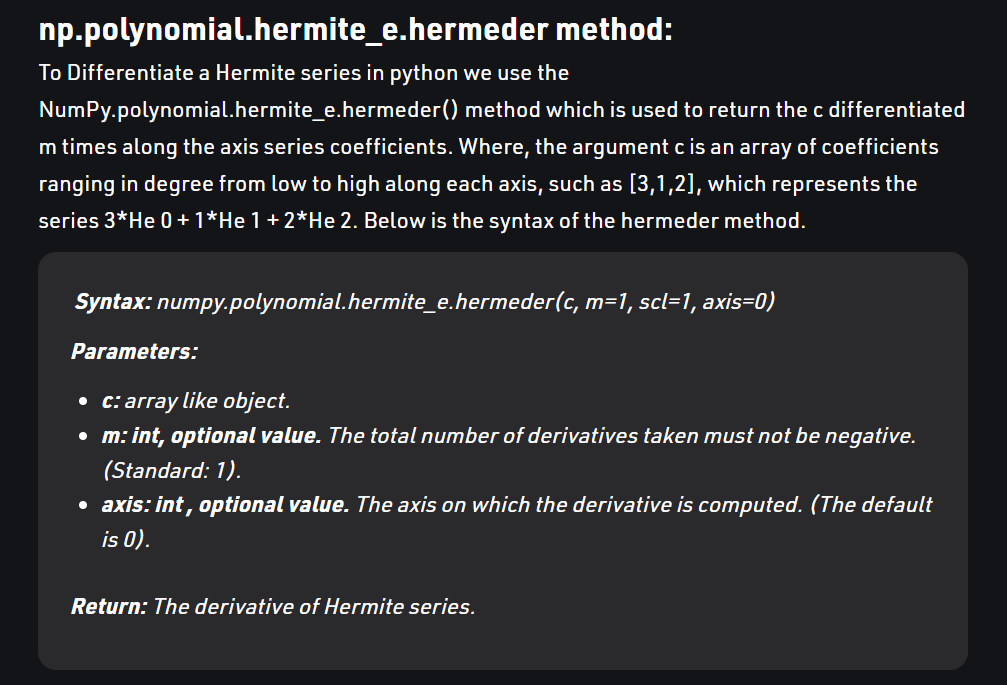 np.polynomial.hermite_e.hermeder method:
To Differentiate a Hermite series in python we use the
NumPy.polynomial.hermite_e.hermeder() method which is used to return the c differentiated
m times along the axis series coefficients. Where, the argument c is an array of coefficients
ranging in degree from low to high along each axis, such as [3,1,2], which represents the
series 3*He 0 + 1*He 1 + 2*He 2. Below is the syntax of the hermeder method.
Syntax: numpy.polynomial.hermite_e.hermeder(c, m=1, scl=1, axis=0)
Parameters:
• c: array like object.
• m: int, optional value. The total number of derivatives taken must not be negative.
(Standard: 1).
• axis: int , optional value. The axis on which the derivative is computed. (The default
is 0).
Return: The derivative of Hermite series.